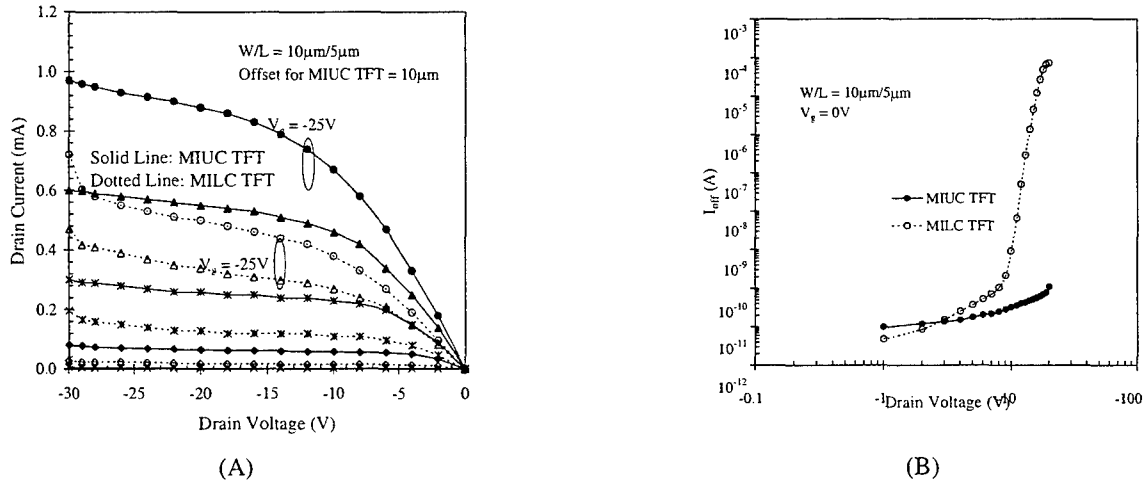 1.2
1.0
0.8
0.6
0.4
0.2
0.0
Drain Current (mA)
W/L = 10μm/5μm
Offset for MIUC TFT = 10μm
= -25V
Solid Line: MIUC TFT
Dotted Line: MILC TFT
= -25V
-30 -25 -20 -15 -10 -5 0
Drain Voltage (V)
(A)
10-3
10-4
10-5
10-6
10-7
10-8
10-9
10-10
10-11
10-12
Ioff (A)
W/L = 10μm/5μm
Vg = 0V
MIUC TFT
MILC TFT
-0.1 -1 -10 -100
Drain Voltage (V)
(B)